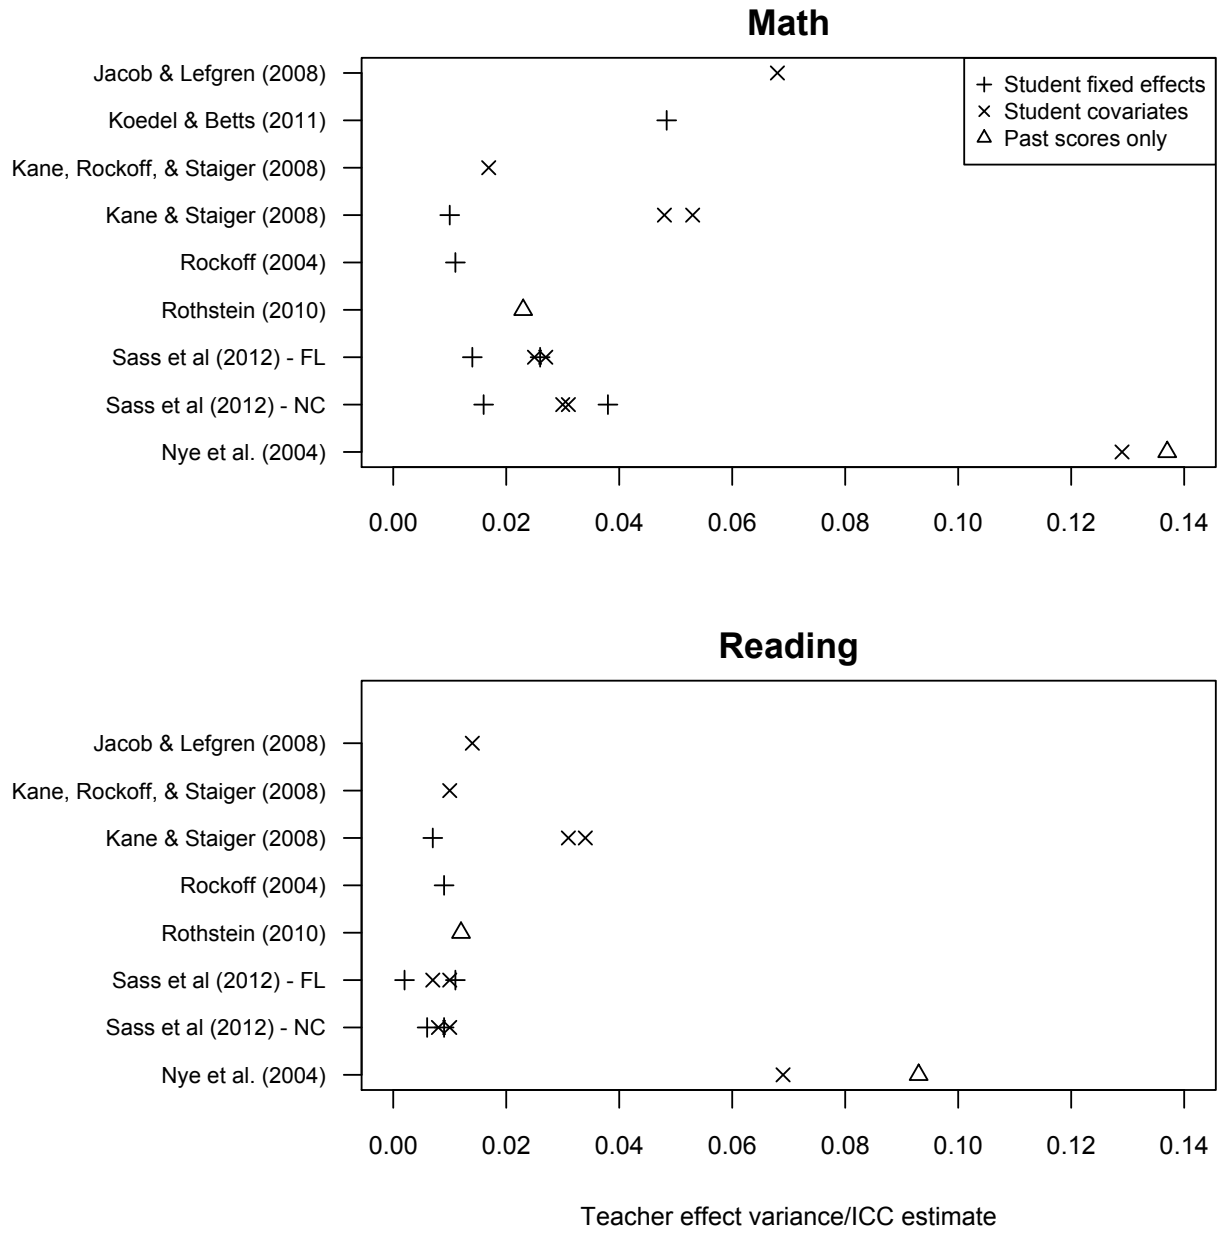 Math
Jacob & Lefgren (2008)
Koedel & Betts (2011)
Kane, Rockoff, & Staiger (2008)
Kane & Staiger (2008)
Rockoff (2004)
Rothstein (2010)
Sass et al (2012) - FL
Sass et al (2012) - NC
Nye et al. (2004)
Student fixed effects
Student covariates
Past scores only
0.00 0.02 0.04 0.06 0.08 0.10 0.12 0.14
Reading
Jacob & Lefgren (2008)
Kane, Rockoff, & Staiger (2008)
Kane & Staiger (2008)
Rockoff (2004)
Rothstein (2010)
Sass et al (2012) - FL
Sass et al (2012) - NC
Nye et al. (2004)
0.00 0.02 0.04 0.06 0.08 0.10 0.12 0.14
Teacher effect variance/ICC estimate